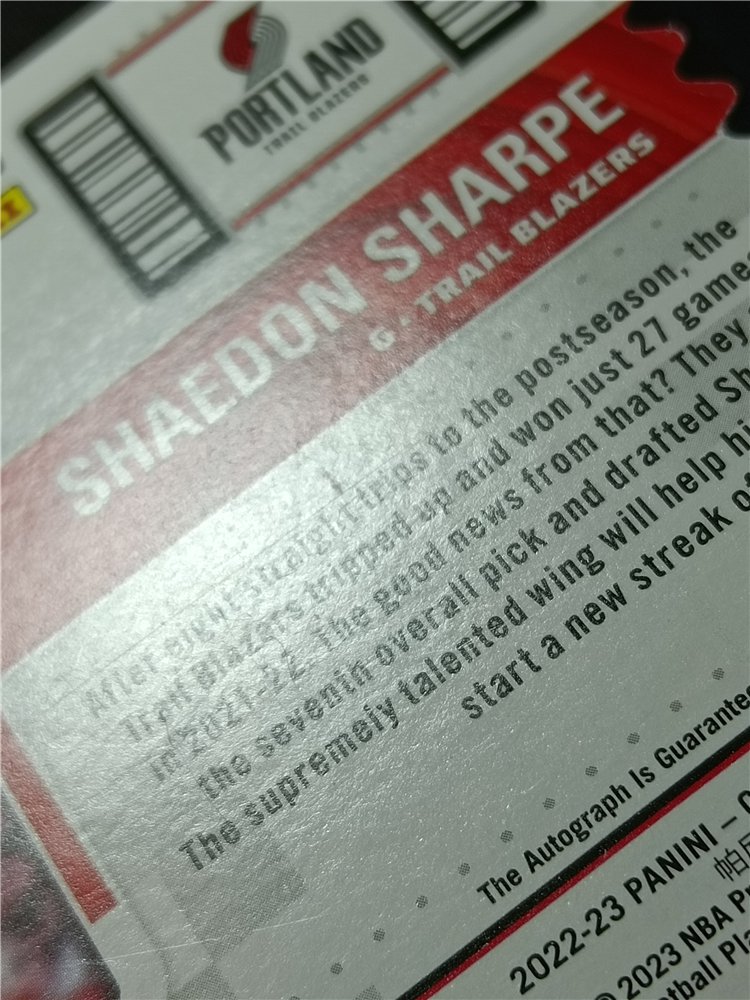 PORTLAND
TRAIL BLAZERS
SHAEDON SHARPE
G - TRAIL BLAZERS
After eight straight trips to the postseason, the
Trail Blazers tripped up and won just 27 games
in 2021-22. The good news from that? They
the seventh overall pick and drafted Sh
The supremely talented wing will help hi
start a new streak o
The Autograph Is Guarante
2022-23 PANINI – C
© 2023 NBA Pr
otball Pla